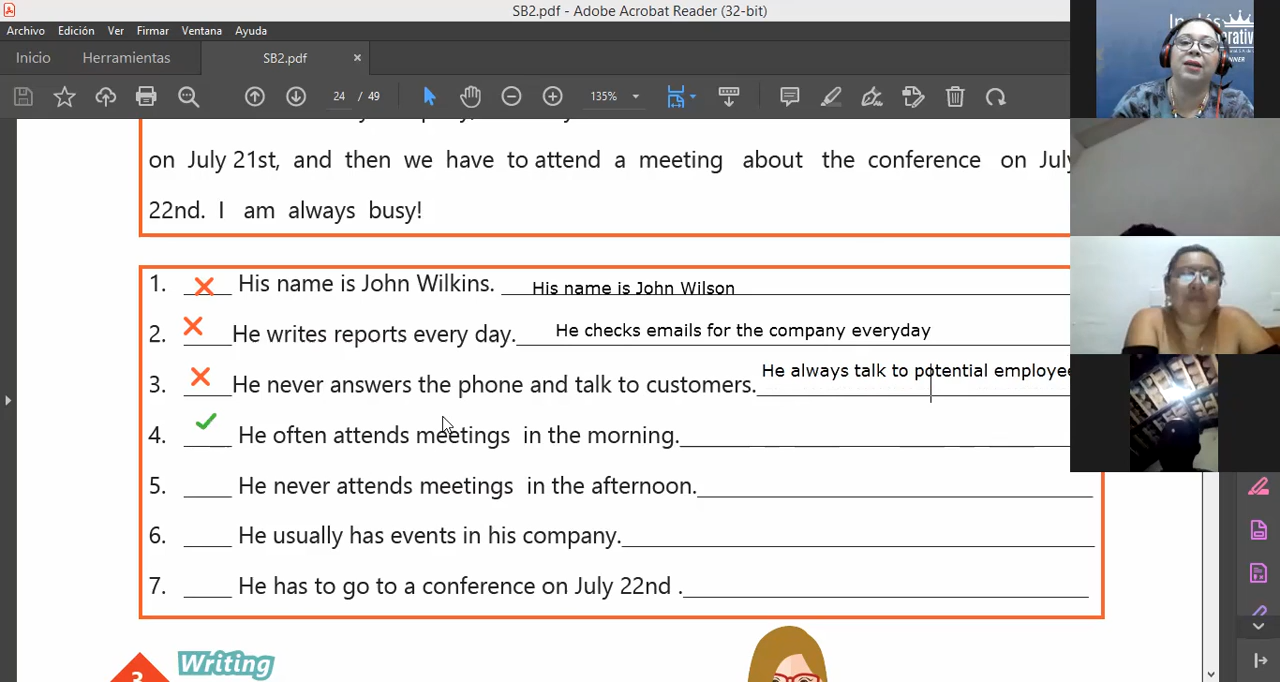 SB2.pdf - Adobe Acrobat Reader (32-bit)
Archivo Edición Ver Firmar Ventana Ayuda
Inicio Herramientas SB2.pdf ×
24 / 49 135%
on July 21st, and then we have to attend a meeting about the conference on July
22nd. I am always busy!
1. His name is John Wilkins. His name is John Wilson
2. He writes reports every day. He checks emails for the company everyday
3. He never answers the phone and talk to customers. He always talk to potential employee
4. He often attends meetings in the morning.
5. He never attends meetings in the afternoon.
6. He usually has events in his company.
7. He has to go to a conference on July 22nd .
3 Writing